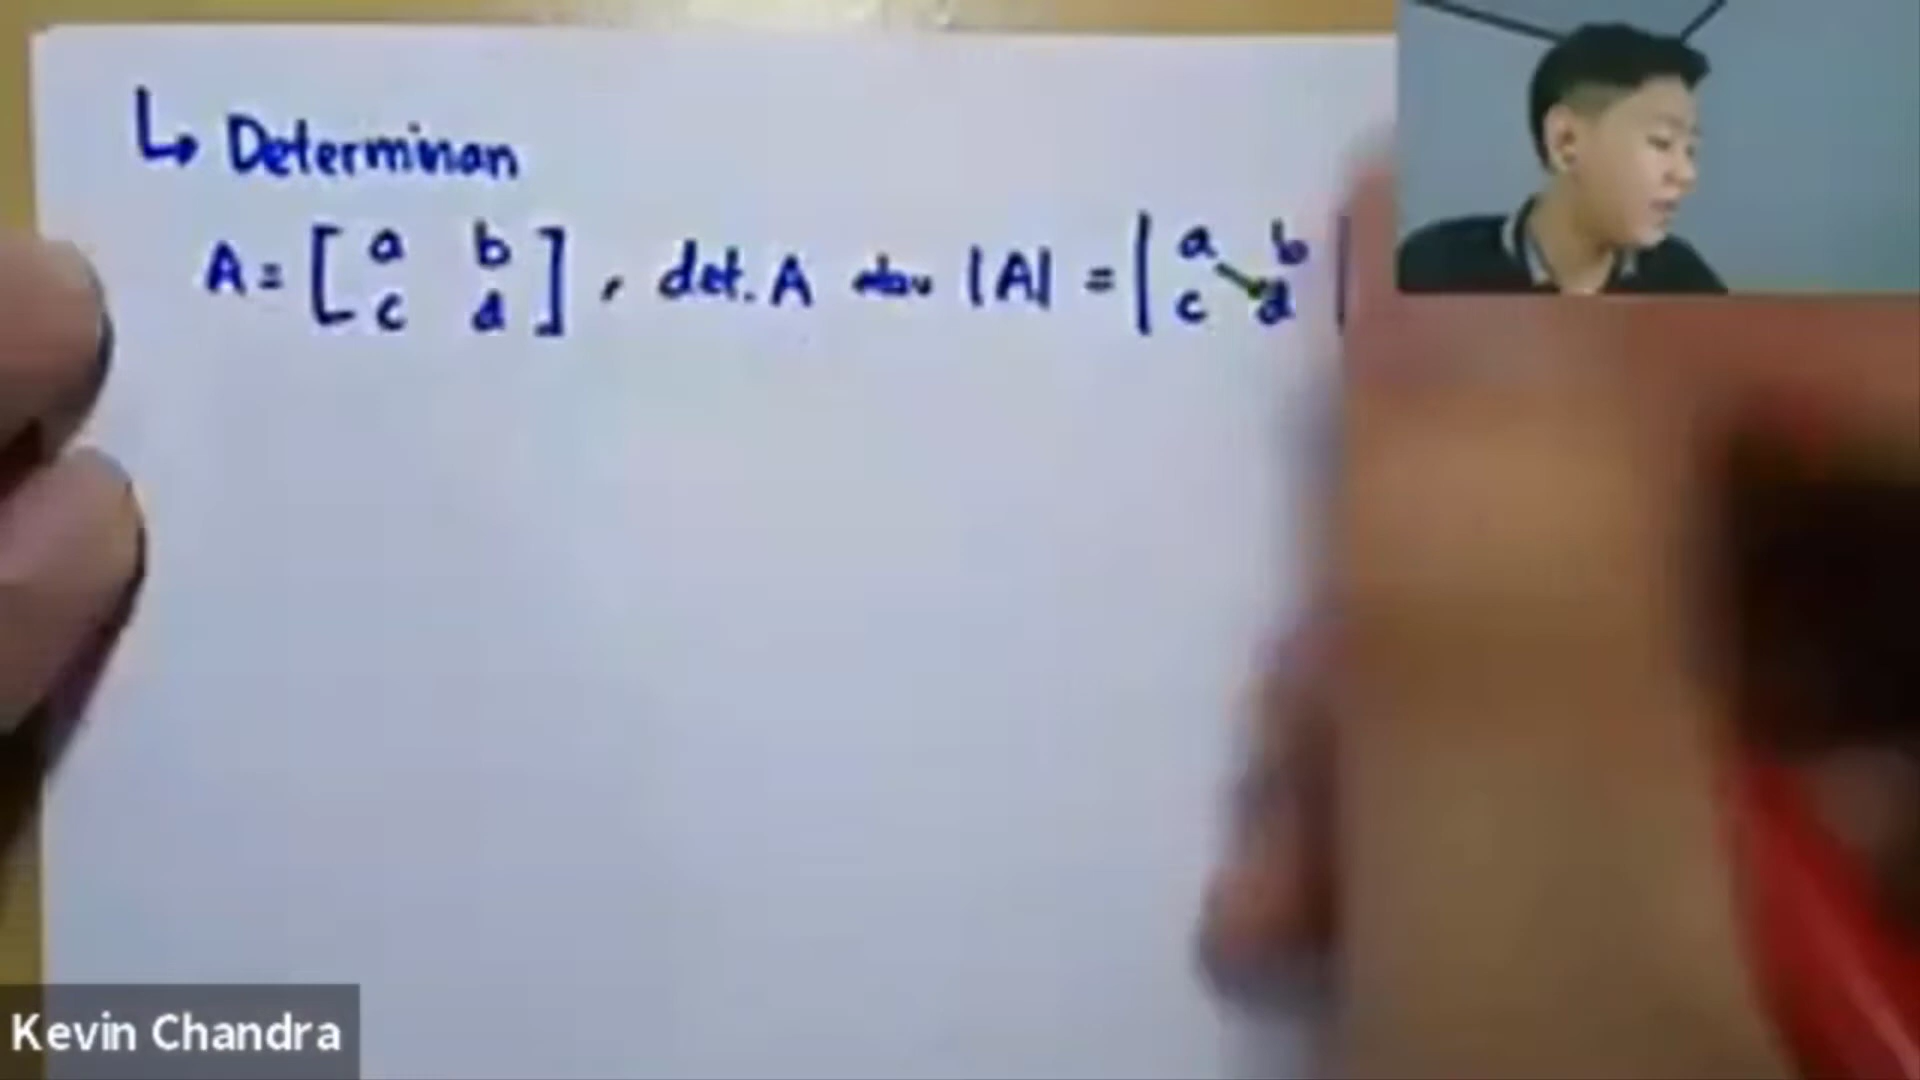 ↳ Determinan
A = [ a b ] , det. A atau |A| = | a b |
c d c d
Kevin Chandra